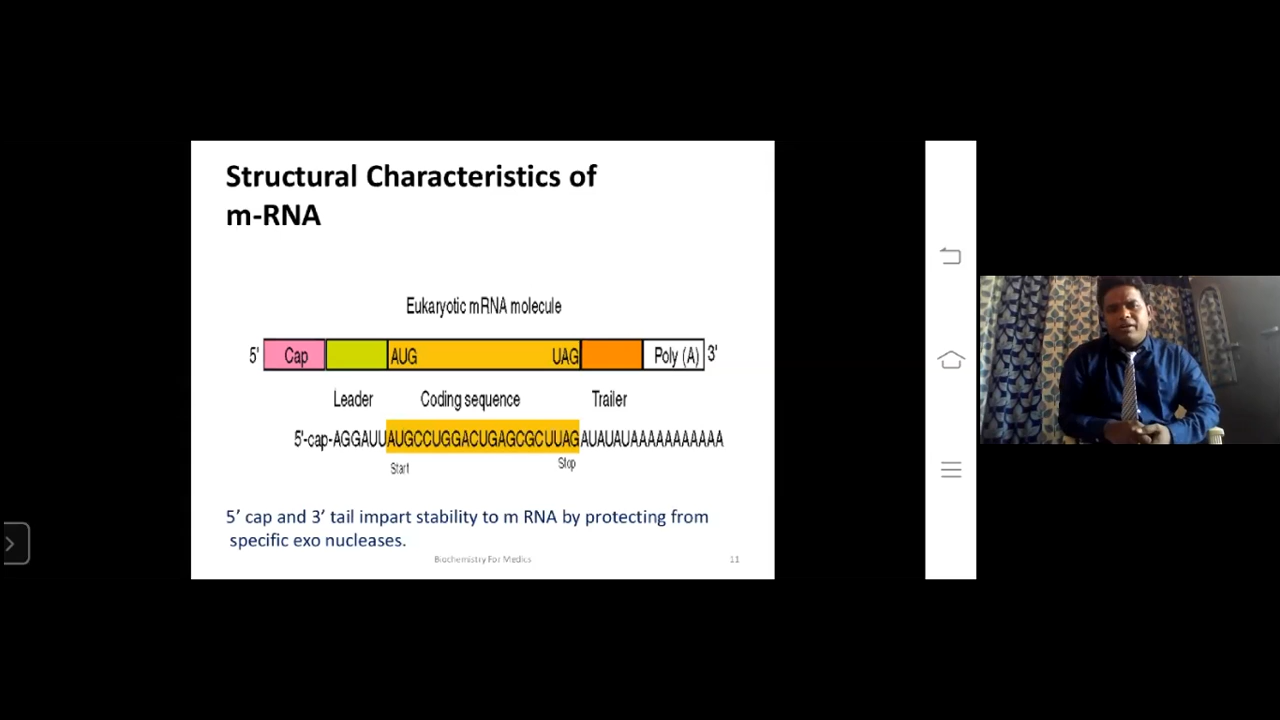 Structural Characteristics of
m-RNA
Eukaryotic mRNA molecule
5' Cap AUG UAG Poly (A) 3'
Leader Coding sequence Trailer
5'-cap-AGGAUUAUGCCUGGACUGAGCGCUUAGAUAUAUAAAAAAAAAAA
Start Stop
5’ cap and 3’ tail impart stability to m RNA by protecting from
specific exo nucleases.
Biochemistry For Medics 11